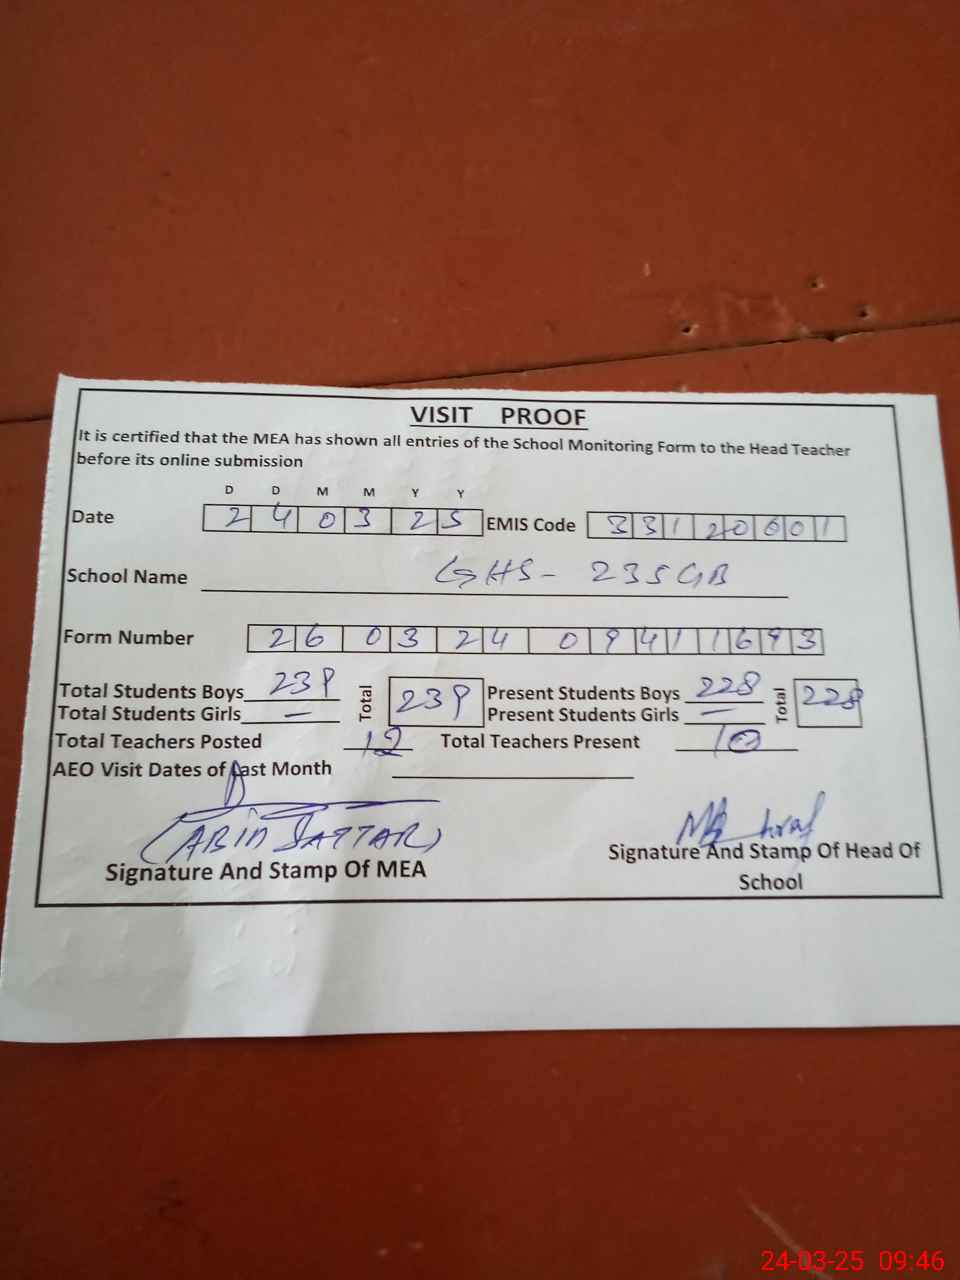 VISIT PROOF
It is certified that the MEA has shown all entries of the School Monitoring Form to the Head Teacher
before its online submission
D D M M Y Y
Date 2 4 0 3 2 5 EMIS Code 3 3 1 2 0 6 0 1
School Name GHS - 235 GB
Form Number 2 6 0 3 2 4 0 9 4 1 1 6 9 3
Total Students Boys 239 Total 239 Present Students Boys 228 Total 228
Total Students Girls — Present Students Girls —
Total Teachers Posted 12 Total Teachers Present 10
AEO Visit Dates of Last Month
(ABID SATTAR)
Signature And Stamp Of MEA
Signature And Stamp Of Head Of
School
24-03-25 09:46